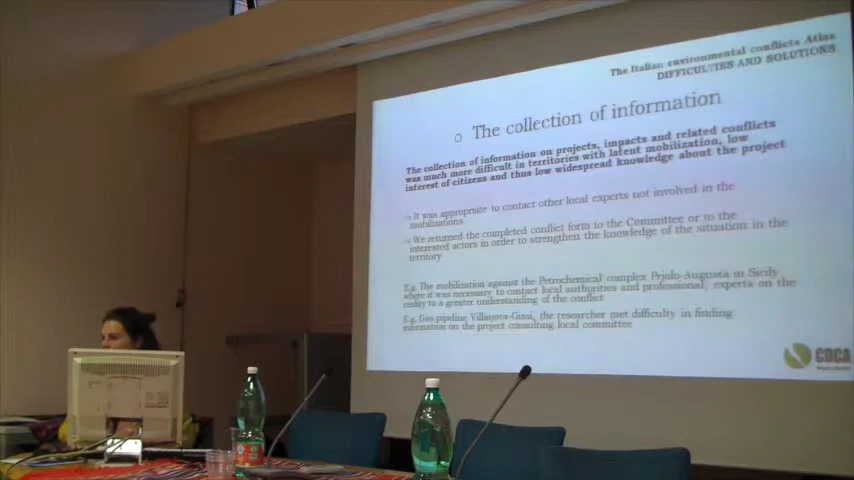 The Italian environmental conflicts Atlas
DIFFICULTIES AND SOLUTIONS
The collection of information
The collection of information on projects, impacts and related conflicts
was much more difficult in territories with latent mobilization, low
interest of citizens and thus low widespread knowledge about the project
It was appropriate to contact other local experts not involved in the
mobilizations
We returned the completed conflict form to the Committee or to the
interested actors in order to strengthen the knowledge of the situation in the
territory
E.g. The mobilization against the Petrochemical complex Priolo-Augusta in Sicily
where it was necessary to contact local authorities and professional, experts on the
reality to a greater understanding of the conflict
E.g. Gas pipeline Villanova-Gissi, the researcher met difficulty in finding
information on the project consulting local committee
CDCA